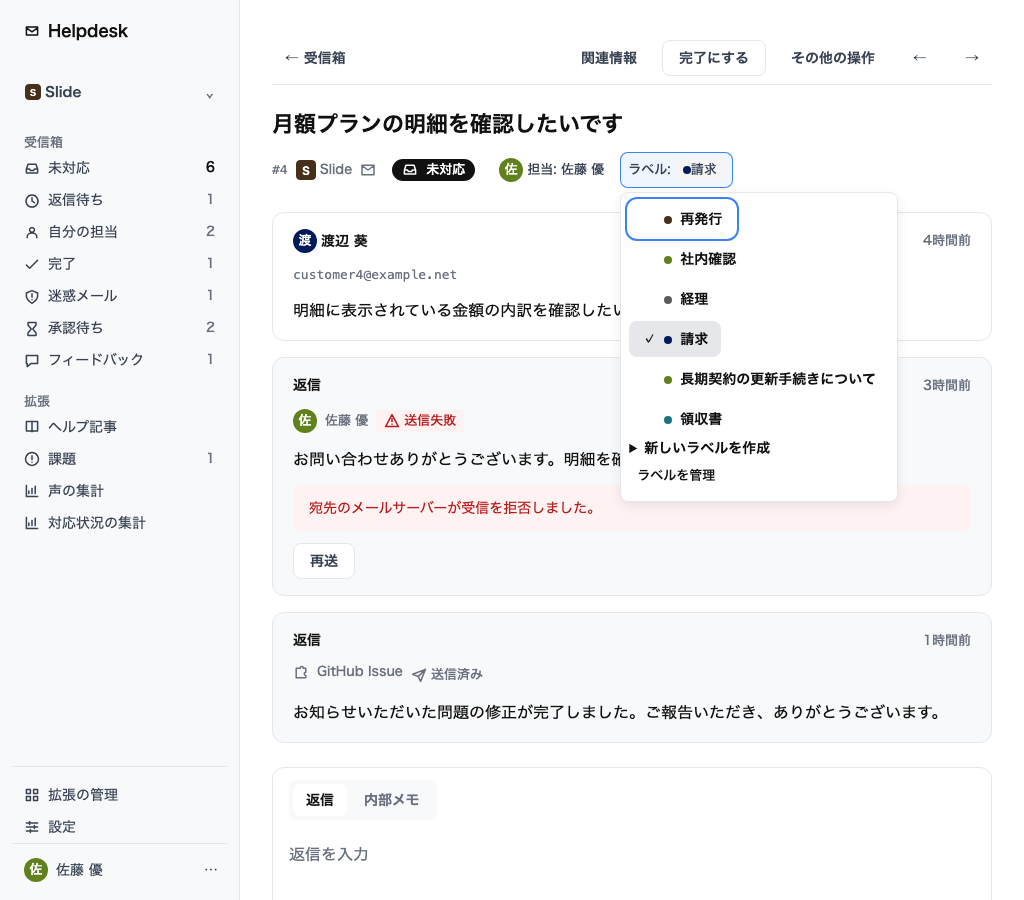 Helpdesk
S Slide
受信箱
未対応 6
返信待ち 1
自分の担当 2
完了 1
迷惑メール 1
承認待ち 2
フィードバック 1
拡張
ヘルプ記事
課題 1
声の集計
対応状況の集計
拡張の管理
設定
佐 佐藤 優 …
← 受信箱 関連情報 完了にする その他の操作 ← →
月額プランの明細を確認したいです
#4 S Slide 未対応 佐 担当: 佐藤 優 ラベル: 請求
再発行
社内確認
経理
✓ 請求
長期契約の更新手続きについて
領収書
▶ 新しいラベルを作成
ラベルを管理
渡 渡辺 葵 4時間前
customer4@example.net
明細に表示されている金額の内訳を確認したい
返信 3時間前
佐 佐藤 優 送信失敗
お問い合わせありがとうございます。明細を確
宛先のメールサーバーが受信を拒否しました。
再送
返信 1時間前
GitHub Issue 送信済み
お知らせいただいた問題の修正が完了しました。ご報告いただき、ありがとうございます。
返信 内部メモ
返信を入力